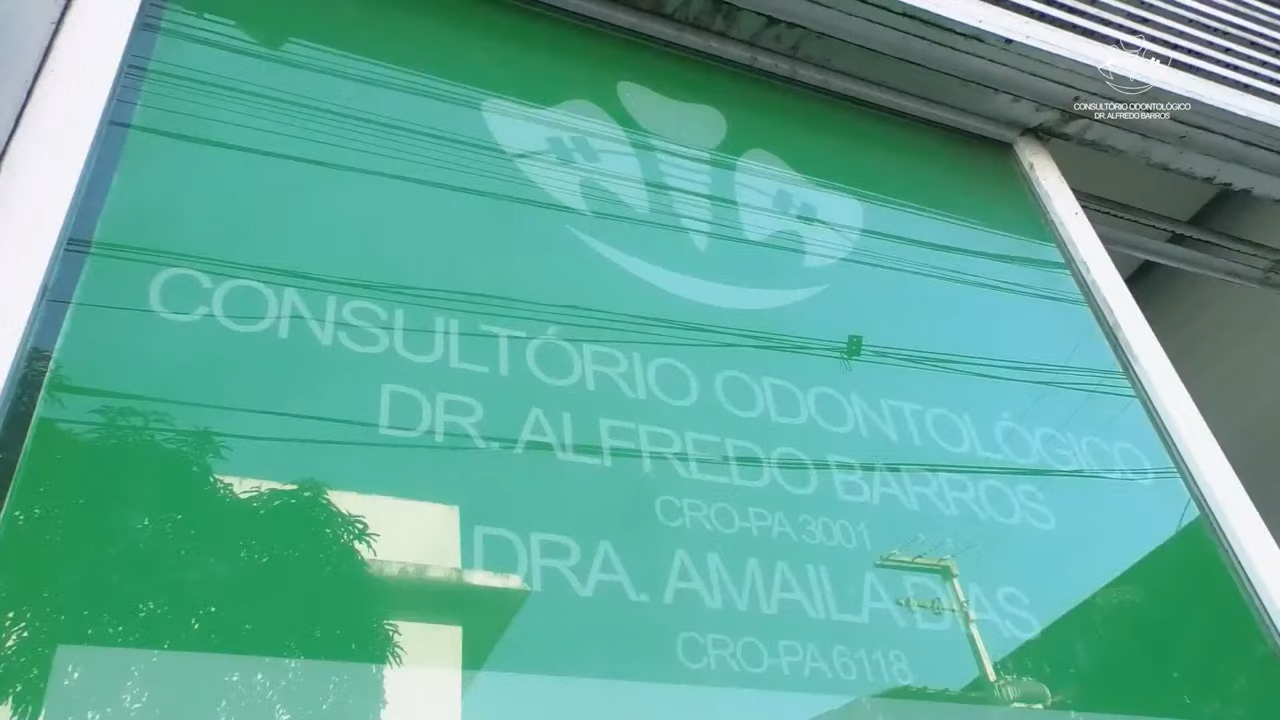 CONSULTÓRIO ODONTOLÓGICO
DR. ALFREDO BARROS
CONSULTÓRIO ODONTOLÓGICO
DR. ALFREDO BARROS
CRO-PA 3001
DRA. AMAILA DIAS
CRO-PA 6118